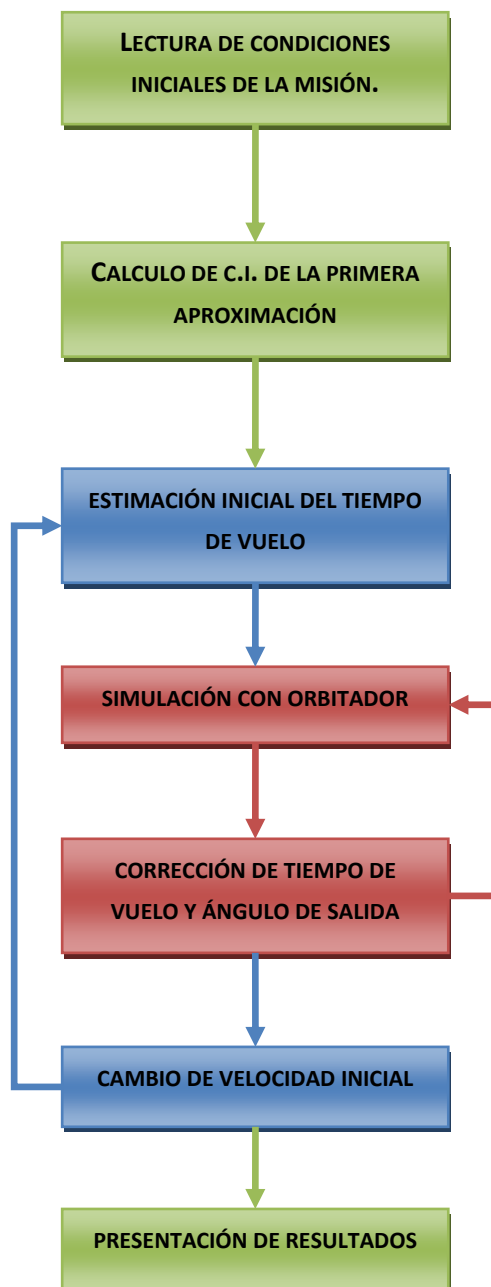 LECTURA DE CONDICIONES
INICIALES DE LA MISIÓN.
CALCULO DE C.I. DE LA PRIMERA
APROXIMACIÓN
ESTIMACIÓN INICIAL DEL TIEMPO
DE VUELO
SIMULACIÓN CON ORBITADOR
CORRECCIÓN DE TIEMPO DE
VUELO Y ÁNGULO DE SALIDA
CAMBIO DE VELOCIDAD INICIAL
PRESENTACIÓN DE RESULTADOS